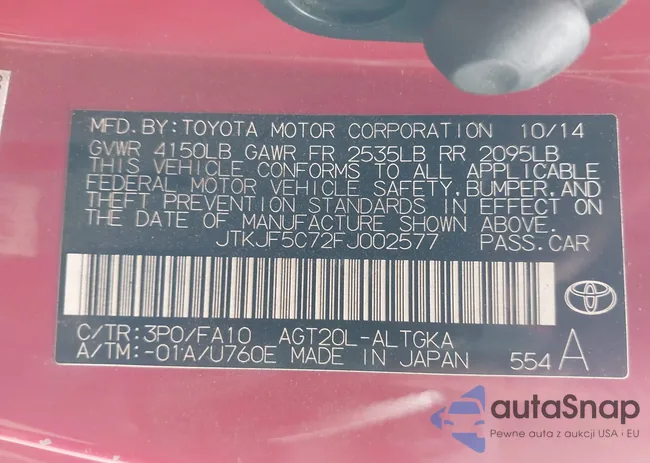 MFD. BY: TOYOTA MOTOR CORPORATION 10/14
GVWR 4150LB GAWR FR 2535LB RR 2095LB
THIS VEHICLE CONFORMS TO ALL APPLICABLE
FEDERAL MOTOR VEHICLE SAFETY, BUMPER, AND
THEFT PREVENTION STANDARDS IN EFFECT ON
THE DATE OF MANUFACTURE SHOWN ABOVE.
JTKJF5C72FJ002577 PASS. CAR
C/TR: 3P0/FA10 AGT20L-ALTGKA
A/TM: -01A/U760E MADE IN JAPAN 554 A
autoSnap
Pewne auta z aukcji USA i EU